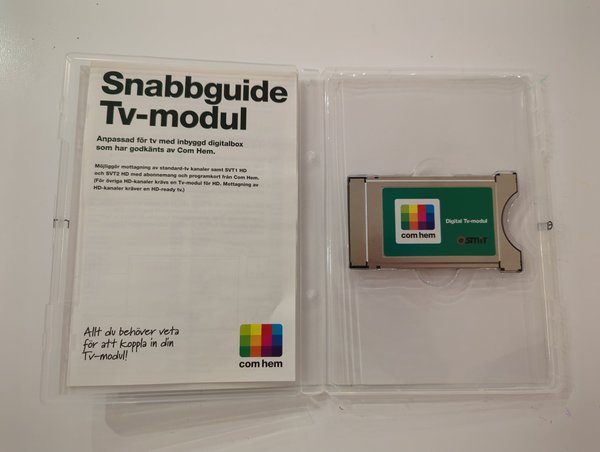 Snabbguide
Tv-modul
Anpassad för tv med inbyggd digitalbox
som har godkänts av Com Hem.
Möjliggör mottagning av standard-tv kanaler samt SVT1 HD
och SVT2 HD med abonnemang och programkort från Com Hem.
(För övriga HD-kanaler krävs en Tv-modul för HD. Mottagning av
HD-kanaler kräver en HD-ready tv.)
Allt du behöver veta
för att koppla in din
Tv-modul!
com hem
com hem
Digital Tv-modul
SMiT